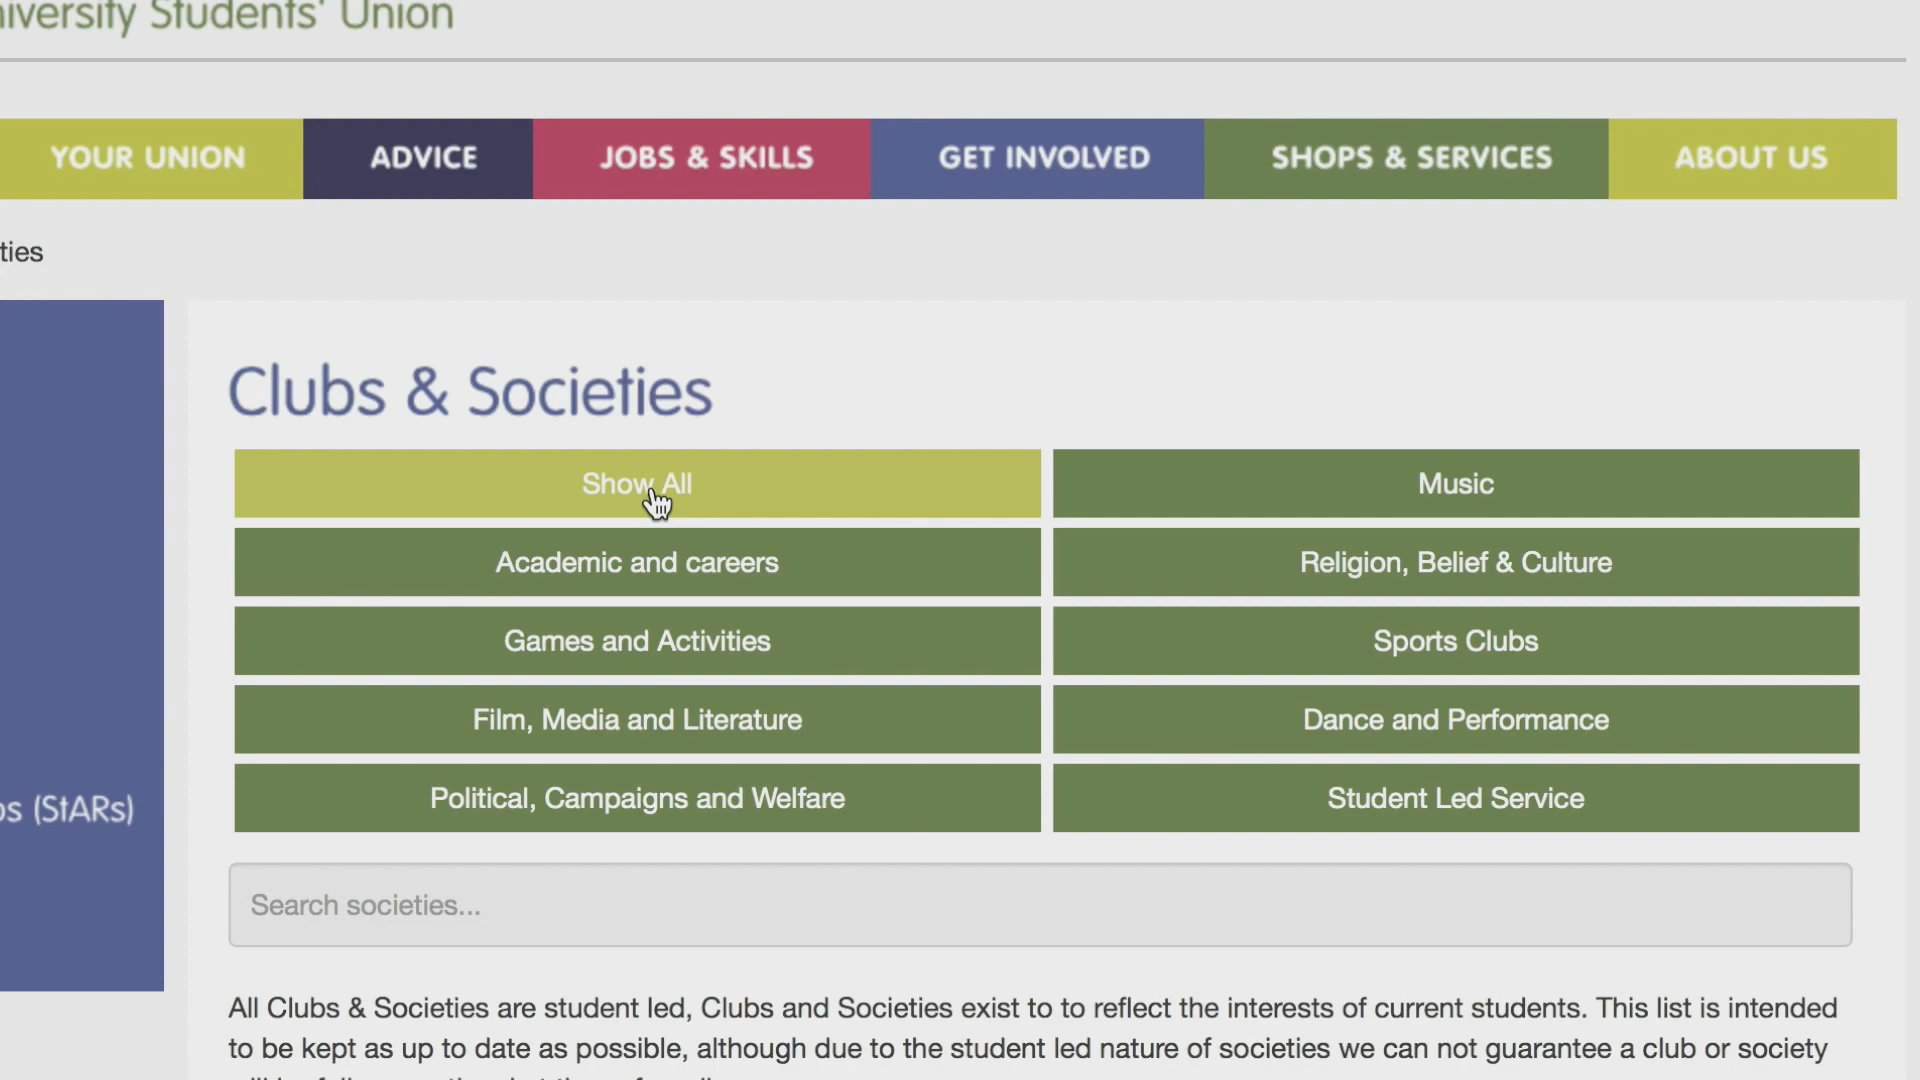 Students' Union
YOUR UNION
ADVICE
JOBS & SKILLS
GET INVOLVED
SHOPS & SERVICES
ABOUT US
ties
Clubs & Societies
Show All
Music
Academic and careers
Religion, Belief & Culture
Games and Activities
Sports Clubs
Film, Media and Literature
Dance and Performance
Political, Campaigns and Welfare
Student Led Service
(StARs)
Search societies...
All Clubs & Societies are student led, Clubs and Societies exist to to reflect the interests of current students. This list is intended
to be kept as up to date as possible, although due to the student led nature of societies we can not guarantee a club or society